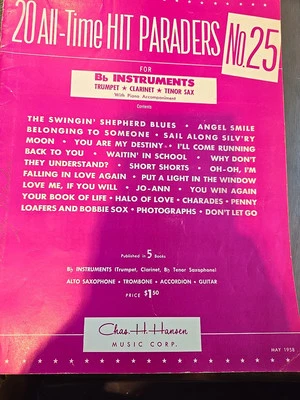 20 All-Time HIT PARADERS No. 25
FOR
Bb INSTRUMENTS
TRUMPET ★ CLARINET ★ TENOR SAX
With Piano Accompaniment
Contents
THE SWINGIN' SHEPHERD BLUES • ANGEL SMILE
BELONGING TO SOMEONE • SAIL ALONG SILV'RY
MOON • YOU ARE MY DESTINY • I'LL COME RUNNING
BACK TO YOU • WAITIN' IN SCHOOL • WHY DON'T
THEY UNDERSTAND? • SHORT SHORTS • OH-OH, I'M
FALLING IN LOVE AGAIN • PUT A LIGHT IN THE WINDOW
LOVE ME, IF YOU WILL • JO-ANN • YOU WIN AGAIN
YOUR BOOK OF LIFE • HALO OF LOVE • CHARADES • PENNY
LOAFERS AND BOBBIE SOX • PHOTOGRAPHS • DON'T LET GO
Published in 5 Books
Bb INSTRUMENTS (Trumpet, Clarinet, Bb Tenor Saxophone)
ALTO SAXOPHONE • TROMBONE • ACCORDION • GUITAR
PRICE $1.50
Chas. H. Hansen
MUSIC CORP.
MAY 1958